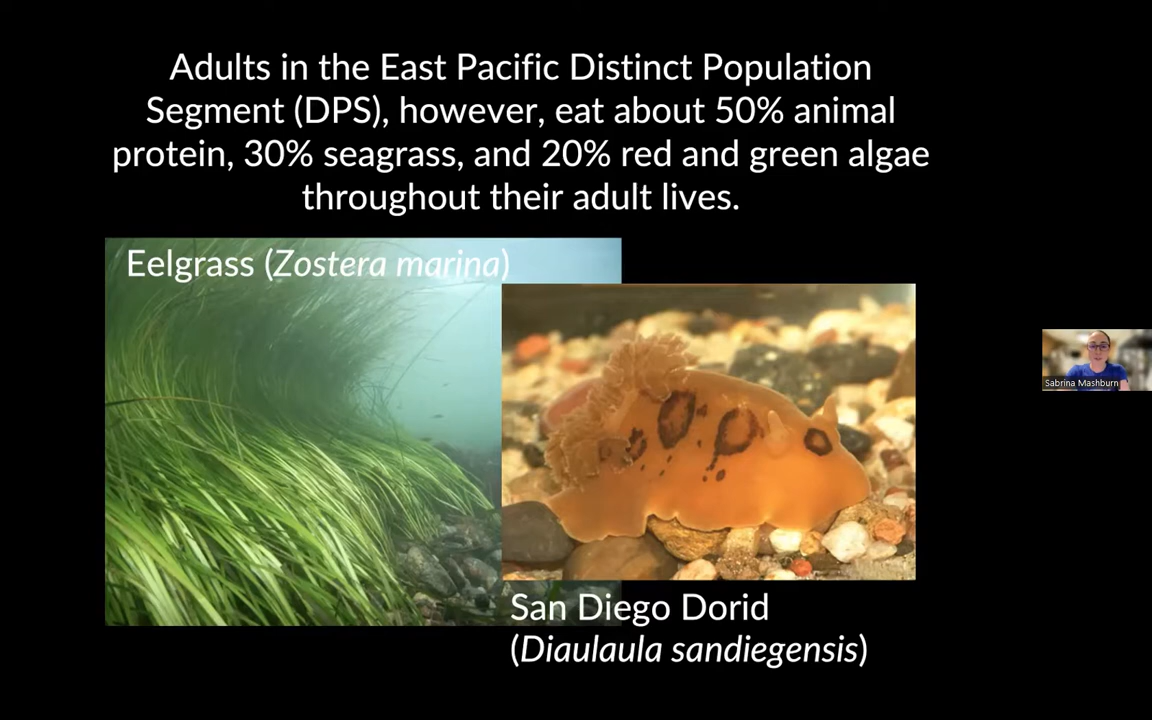 Adults in the East Pacific Distinct Population
Segment (DPS), however, eat about 50% animal
protein, 30% seagrass, and 20% red and green algae
throughout their adult lives.
Eelgrass (Zostera marina)
Sabrina Mashburn
San Diego Dorid
(Diaulaula sandiegensis)